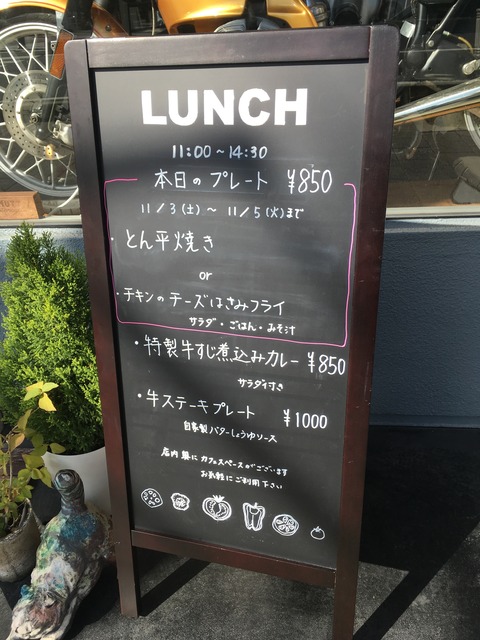 LUNCH
11:00～14:30
本日のプレート ¥850
11/3(土)～11/5(火)まで
・とん平焼き
or
・チキンのチーズはさみフライ
サラダ・ごはん・みそ汁
・特製牛すじ煮込みカレー ¥850
サラダ付き
・牛ステーキプレート ¥1000
自家製バターしょうゆソース
店内奥にカフェスペースがございます
お気軽にご利用下さい